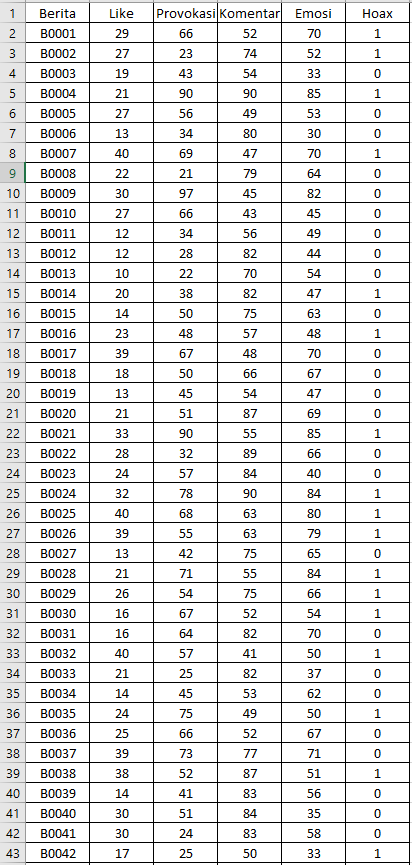 1 Berita Like Provokasi Komentar Emosi Hoax
2 B0001 29 66 52 70 1
3 B0002 27 23 74 52 1
4 B0003 19 43 54 33 0
5 B0004 21 90 90 85 1
6 B0005 27 56 49 53 0
7 B0006 13 34 80 30 0
8 B0007 40 69 47 70 1
9 B0008 22 21 79 64 0
10 B0009 30 97 45 82 0
11 B0010 27 66 43 45 0
12 B0011 12 34 56 49 0
13 B0012 12 28 82 44 0
14 B0013 10 22 70 54 0
15 B0014 20 38 82 47 1
16 B0015 14 50 75 63 0
17 B0016 23 48 57 48 1
18 B0017 39 67 48 70 0
19 B0018 18 50 66 67 0
20 B0019 13 45 54 47 0
21 B0020 21 51 87 69 0
22 B0021 33 90 55 85 1
23 B0022 28 32 89 66 0
24 B0023 24 57 84 40 0
25 B0024 32 78 90 84 1
26 B0025 40 68 63 80 1
27 B0026 39 55 63 79 1
28 B0027 13 42 75 65 0
29 B0028 21 71 55 84 1
30 B0029 26 54 75 66 1
31 B0030 16 67 52 54 1
32 B0031 16 64 82 70 0
33 B0032 40 57 41 50 1
34 B0033 21 25 82 37 0
35 B0034 14 45 53 62 0
36 B0035 24 75 49 50 1
37 B0036 25 66 52 67 0
38 B0037 39 73 77 71 0
39 B0038 38 52 87 51 1
40 B0039 14 41 83 56 0
41 B0040 30 51 84 35 0
42 B0041 30 24 83 58 0
43 B0042 17 25 50 33 1